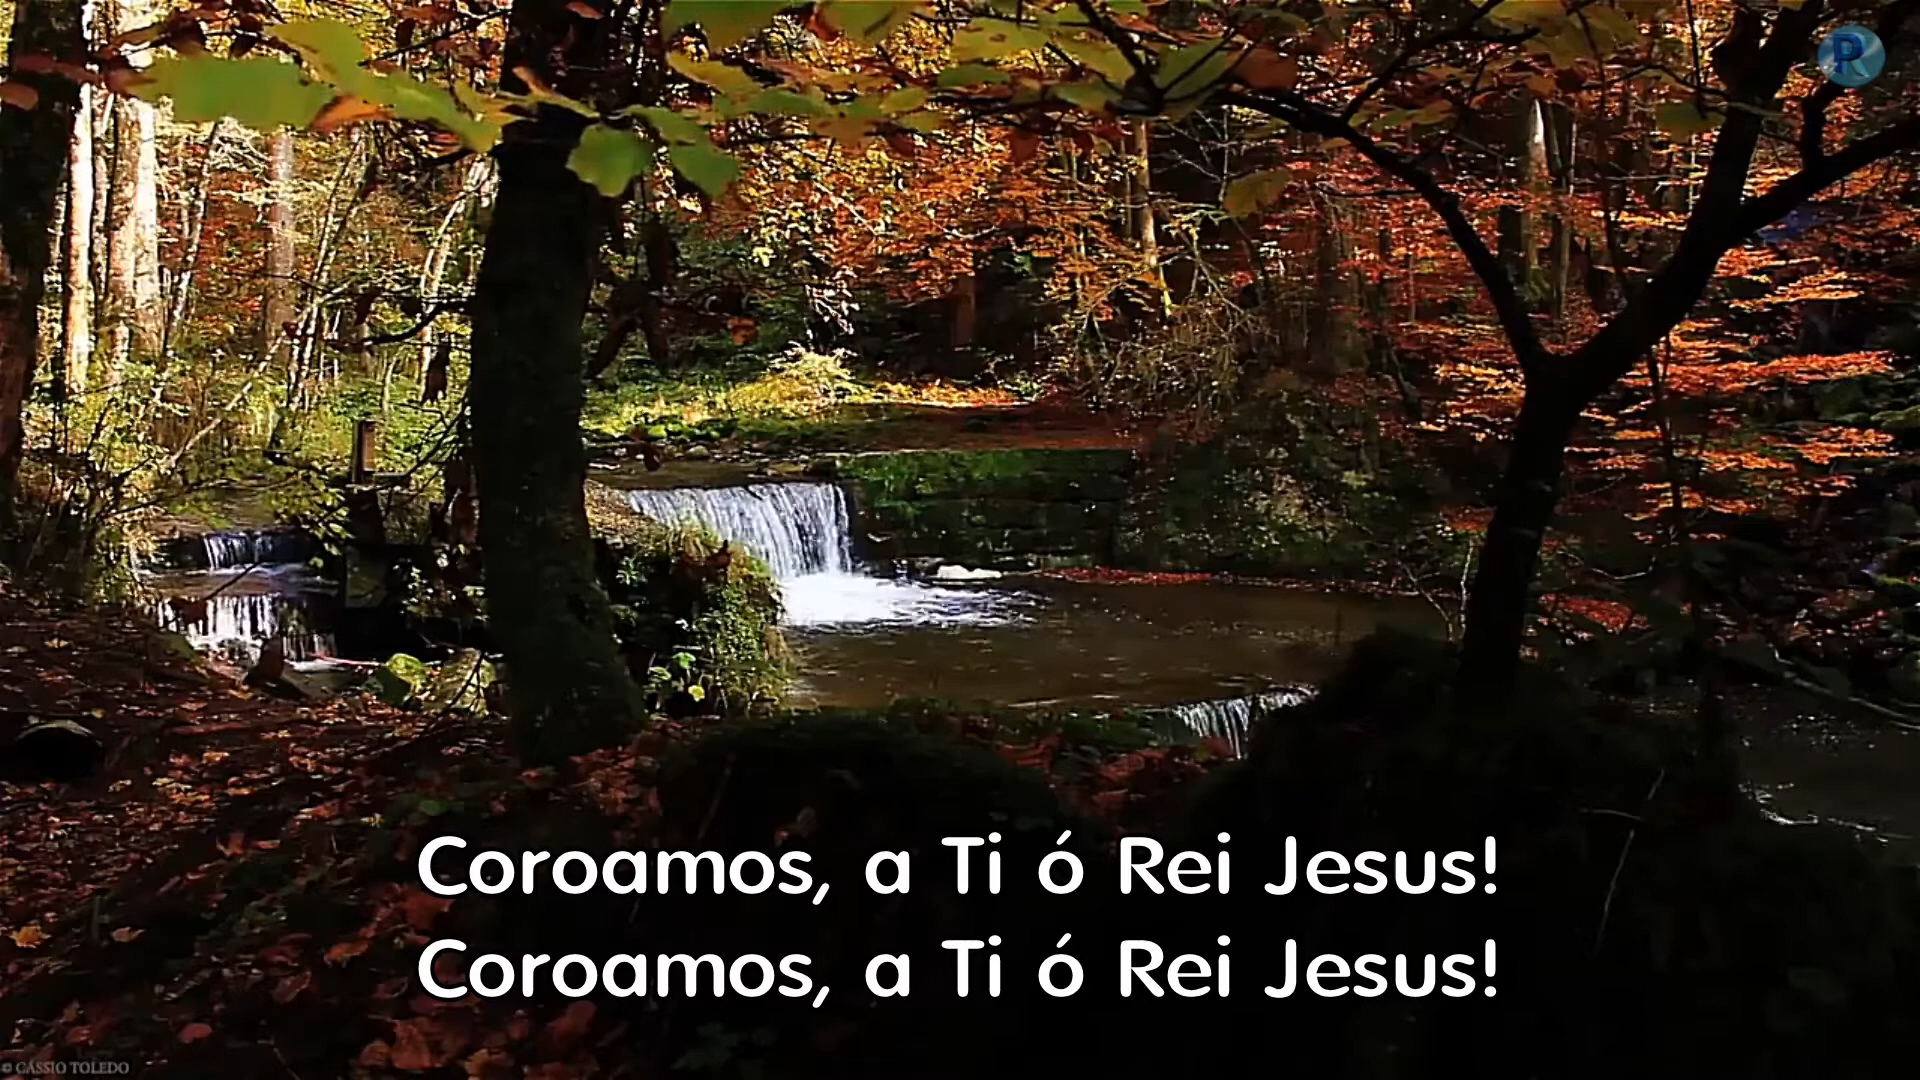 Coroamos, a Ti ó Rei Jesus!
Coroamos, a Ti ó Rei Jesus!
© CÁSSIO TOLEDO